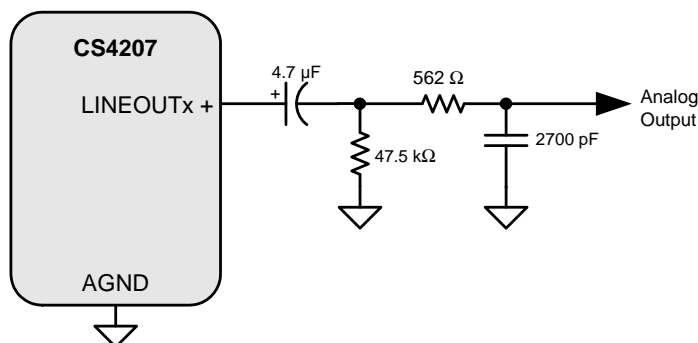 CS4207
LINEOUTx +
4.7 µF
+
562 Ω
Analog
Output
47.5 kΩ
2700 pF
AGND